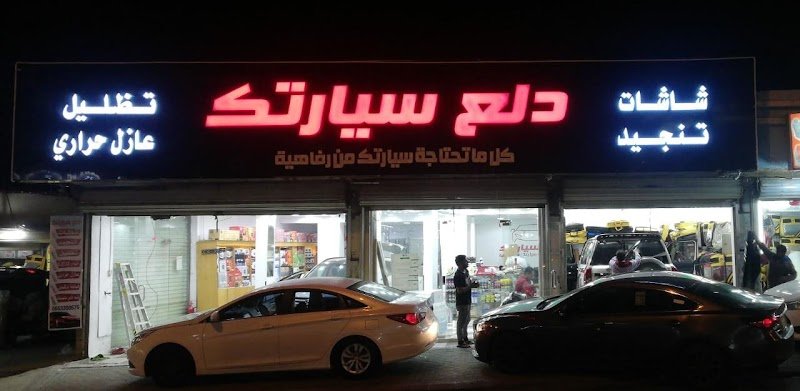 شاشات
تنجيد
دلع سيارتك
كل ما تحتاجة سيارتك من رفاهية
تظليل
عازل حراري